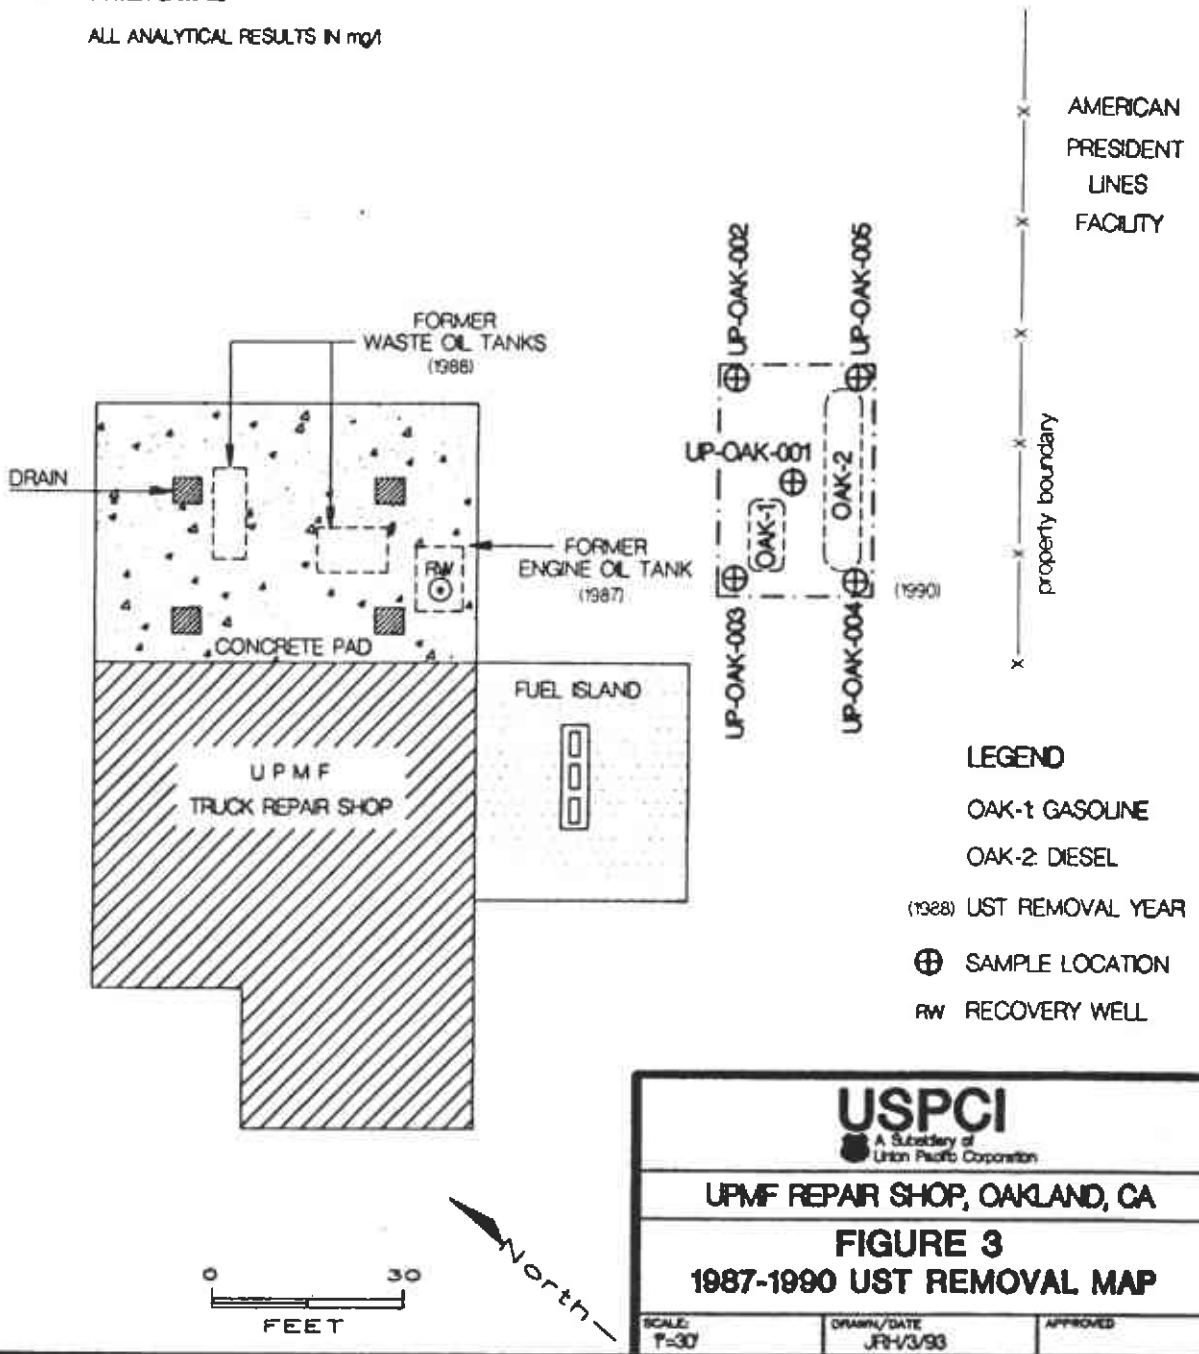 ALL ANALYTICAL RESULTS IN mg/l
AMERICAN
PRESIDENT
LINES
FACILITY
UP-OAK-002
UP-OAK-005
FORMER
WASTE OIL TANKS
(1988)
DRAIN
UP-OAK-001
OAK-1
OAK-2
property boundary
FORMER
ENGINE OIL TANK
(1987)
RW
(1990)
CONCRETE PAD
UP-OAK-003
UP-OAK-004
FUEL ISLAND
U P M F
TRUCK REPAIR SHOP
LEGEND
OAK-1: GASOLINE
OAK-2: DIESEL
(1988) UST REMOVAL YEAR
SAMPLE LOCATION
RW RECOVERY WELL
USPCI
A Subsidiary of
Union Pacific Corporation
UPMF REPAIR SHOP, OAKLAND, CA
FIGURE 3
1987-1990 UST REMOVAL MAP
SCALE:
1"=30'
DRAWN/DATE
JRH/3/93
APPROVED
North
0 30
FEET